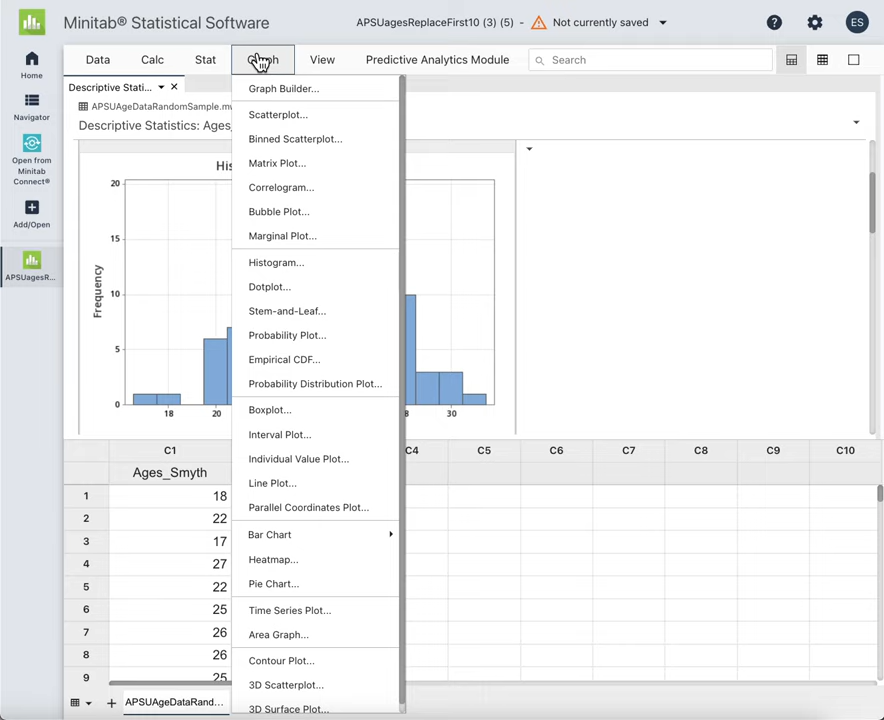 Minitab® Statistical Software
APSUagesReplaceFirst10 (3) (5) - Not currently saved
ES
Home
Navigator
Open from
Minitab
Connect®
Add/Open
APSUagesR...
Data Calc Stat Graph View Predictive Analytics Module Search
Descriptive Stati...
APSUAgeDataRandomSample.mw
Descriptive Statistics: Ages_
His
Frequency
20
15
10
5
0
18 20 8 30
Graph Builder...
Scatterplot...
Binned Scatterplot...
Matrix Plot...
Correlogram...
Bubble Plot...
Marginal Plot...
Histogram...
Dotplot...
Stem-and-Leaf...
Probability Plot...
Empirical CDF...
Probability Distribution Plot...
Boxplot...
Interval Plot...
Individual Value Plot...
Line Plot...
Parallel Coordinates Plot...
Bar Chart
Heatmap...
Pie Chart...
Time Series Plot...
Area Graph...
Contour Plot...
3D Scatterplot...
3D Surface Plot...
C1 C4 C5 C6 C7 C8 C9 C10
Ages_Smyth
1 18
2 22
3 17
4 27
5 22
6 25
7 26
8 26
9 25
APSUAgeDataRand...